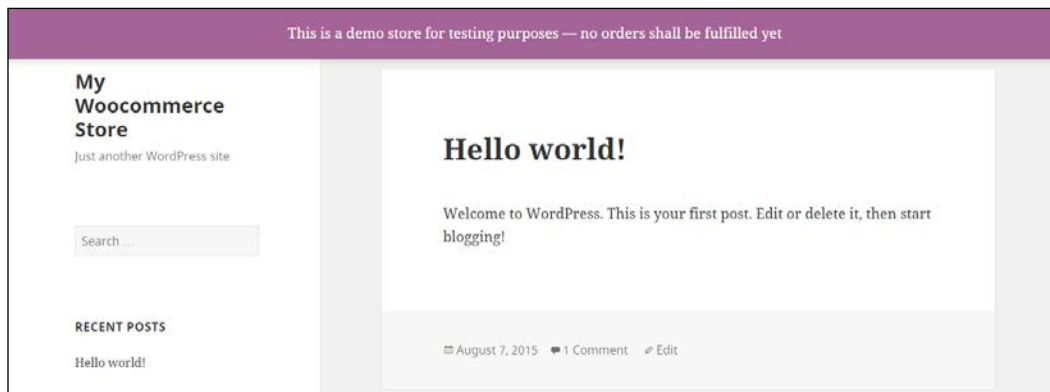 This is a demo store for testing purposes — no orders shall be fulfilled yet
My
Woocommerce
Store
Just another WordPress site
Search ...
RECENT POSTS
Hello world!
Hello world!
Welcome to WordPress. This is your first post. Edit or delete it, then start
blogging!
August 7, 2015 1 Comment Edit